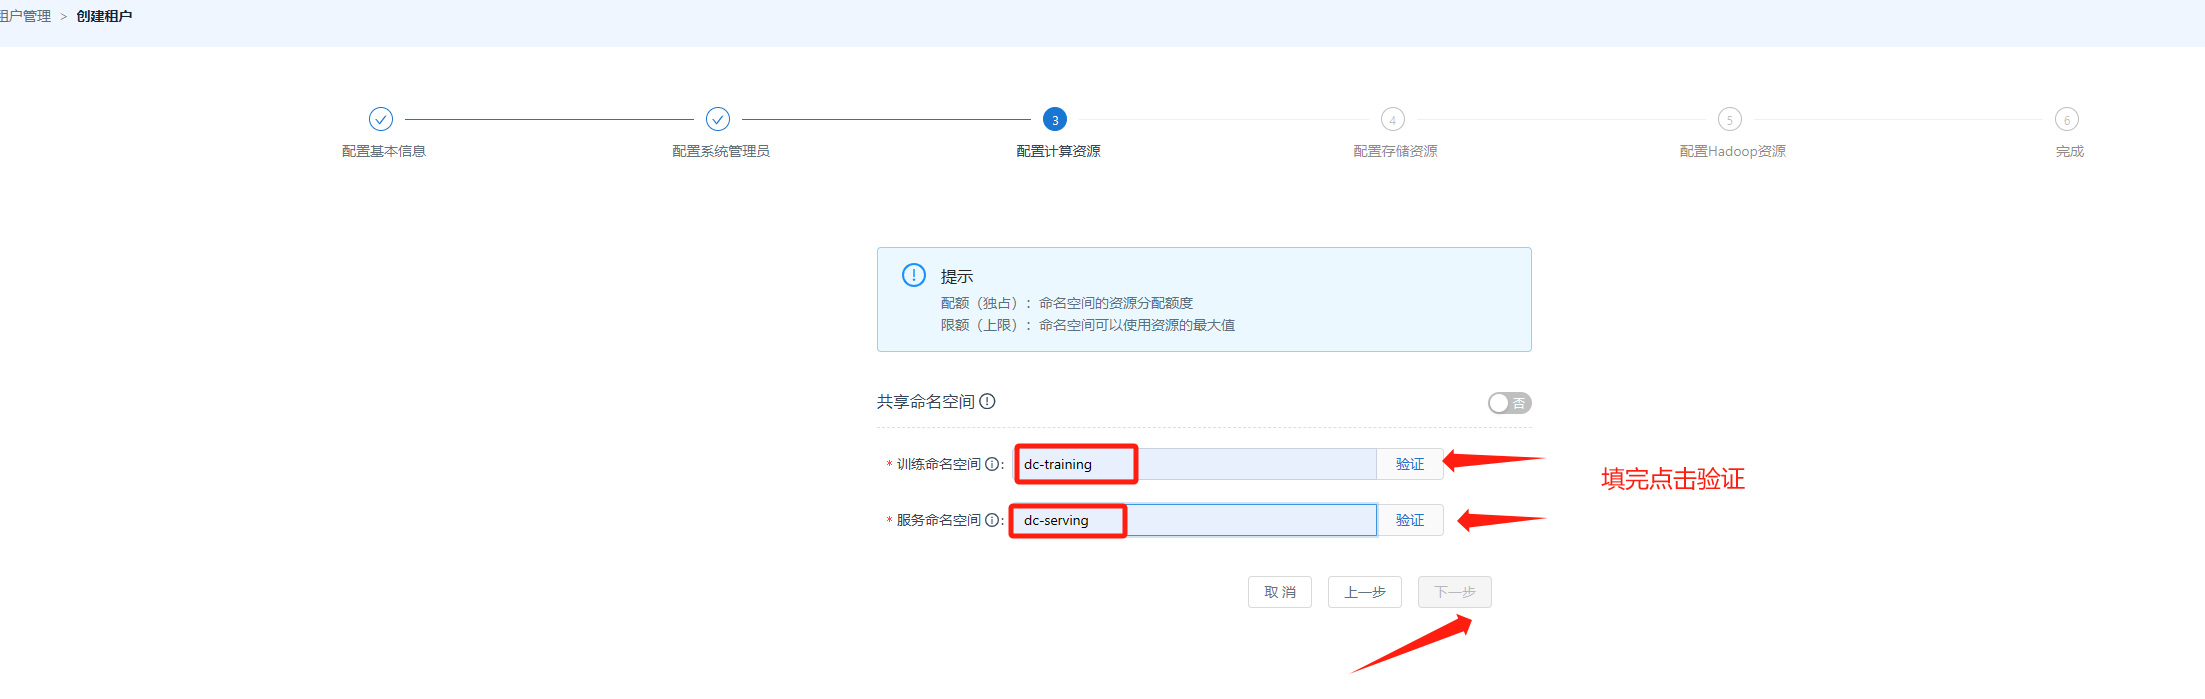 租户管理 > 创建租户
3 4 5 6
配置基本信息 配置系统管理员 配置计算资源 配置存储资源 配置Hadoop资源 完成
提示
配额（独占）：命名空间的资源分配额度
限额（上限）：命名空间可以使用资源的最大值
共享命名空间 否
* 训练命名空间 : dc-training 验证
填完点击验证
* 服务命名空间 : dc-serving 验证
取 消 上一步 下一步